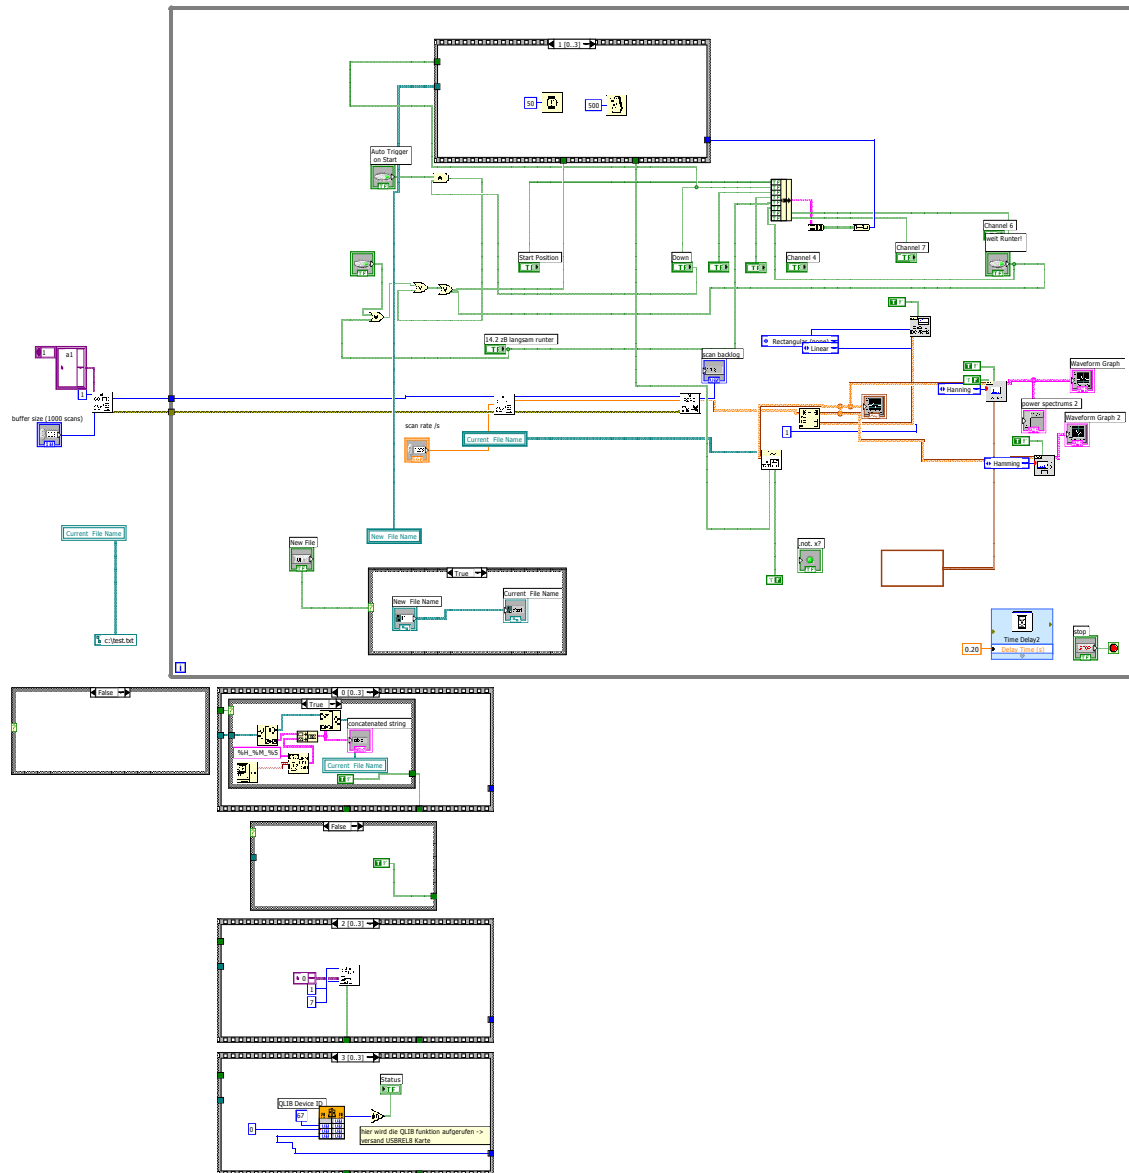 1 [0..3]
50
500
Auto Trigger
on Start
Start Position
Down
Channel 4
Channel 7
Channel 6
weit Runter!
14.2 zB langsam runter
scan backlog
Rectangular (none)
Linear
Hanning
Waveform Graph
power spectrums 2
Waveform Graph 2
Hamming
1
a1
1
buffer size (1000 scans)
scan rate /s
Current File Name
1
Current File Name
c:\test.txt
New File Name
New File
True
New File Name
Current File Name
.not. x?
Time Delay2
Delay Time (s)
0.20
stop
STOP
i
False
0 [0..3]
True
concatenated string
%H_%M_%S
Current File Name
False
2 [0..3]
0
1
7
3 [0..3]
Status
QLIB Device ID
67
0
hier wird die QLIB funktion aufgerufen ->
versand USBREL8 Karte